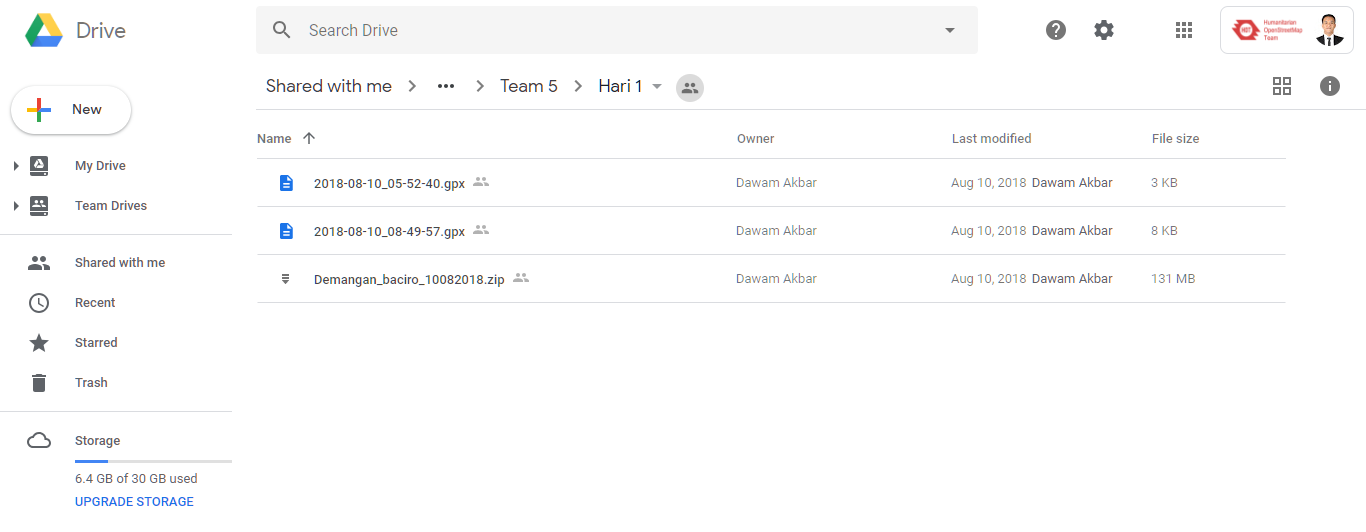 Drive
Search Drive
Humanitarian
OpenStreetMap
Team
Shared with me > ••• > Team 5 > Hari 1
New
Name Owner Last modified File size
My Drive
2018-08-10_05-52-40.gpx Dawam Akbar Aug 10, 2018 Dawam Akbar 3 KB
Team Drives
2018-08-10_08-49-57.gpx Dawam Akbar Aug 10, 2018 Dawam Akbar 8 KB
Shared with me
Demangan_baciro_10082018.zip Dawam Akbar Aug 10, 2018 Dawam Akbar 131 MB
Recent
Starred
Trash
Storage
6.4 GB of 30 GB used
UPGRADE STORAGE